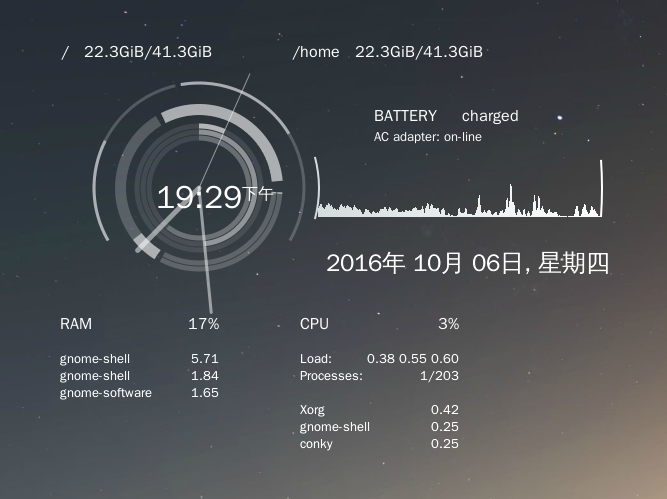 / 22.3GiB/41.3GiB /home 22.3GiB/41.3GiB
BATTERY charged
AC adapter: on-line
19:29下午
2016年 10月 06日, 星期四
RAM 17%
gnome-shell 5.71
gnome-shell 1.84
gnome-software 1.65
CPU 3%
Load: 0.38 0.55 0.60
Processes: 1/203
Xorg 0.42
gnome-shell 0.25
conky 0.25